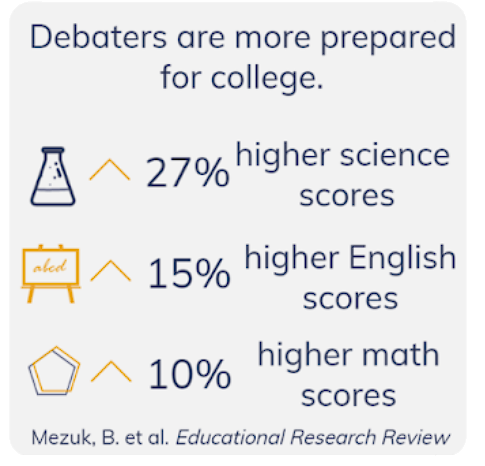 Debaters are more prepared
for college.
27% higher science
scores
abcd
15% higher English
scores
10% higher math
scores
Mezuk, B. et al. Educational Research Review